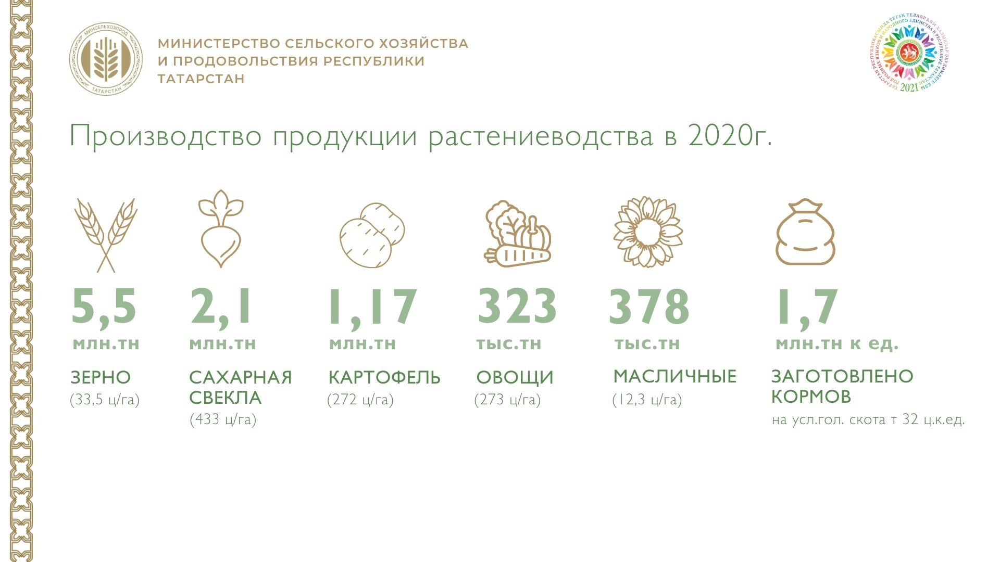 МИНСЕЛЬХОЗПРОД
ТАТАРСТАН
МИНИСТЕРСТВО СЕЛЬСКОГО ХОЗЯЙСТВА
И ПРОДОВОЛЬСТВИЯ РЕСПУБЛИКИ
ТАТАРСТАН
ТАТАРСТАН РЕСПУБЛИКАСЫНДА ТУГАН ТЕЛЛӘР ҺӘМ ХАЛЫКЛАР БЕРДӘМЛЕГЕ ЕЛЫ
ГОД РОДНЫХ ЯЗЫКОВ И НАРОДНОГО ЕДИНСТВА В РЕСПУБЛИКЕ ТАТАРСТАН
2021
Производство продукции растениеводства в 2020г.
5,5
млн.тн
ЗЕРНО
(33,5 ц/га)
2,1
млн.тн
САХАРНАЯ
СВЕКЛА
(433 ц/га)
1,17
млн.тн
КАРТОФЕЛЬ
(272 ц/га)
323
тыс.тн
ОВОЩИ
(273 ц/га)
378
тыс.тн
МАСЛИЧНЫЕ
(12,3 ц/га)
1,7
млн.тн к ед.
ЗАГОТОВЛЕНО
КОРМОВ
на усл.гол. скота т 32 ц.к.ед.